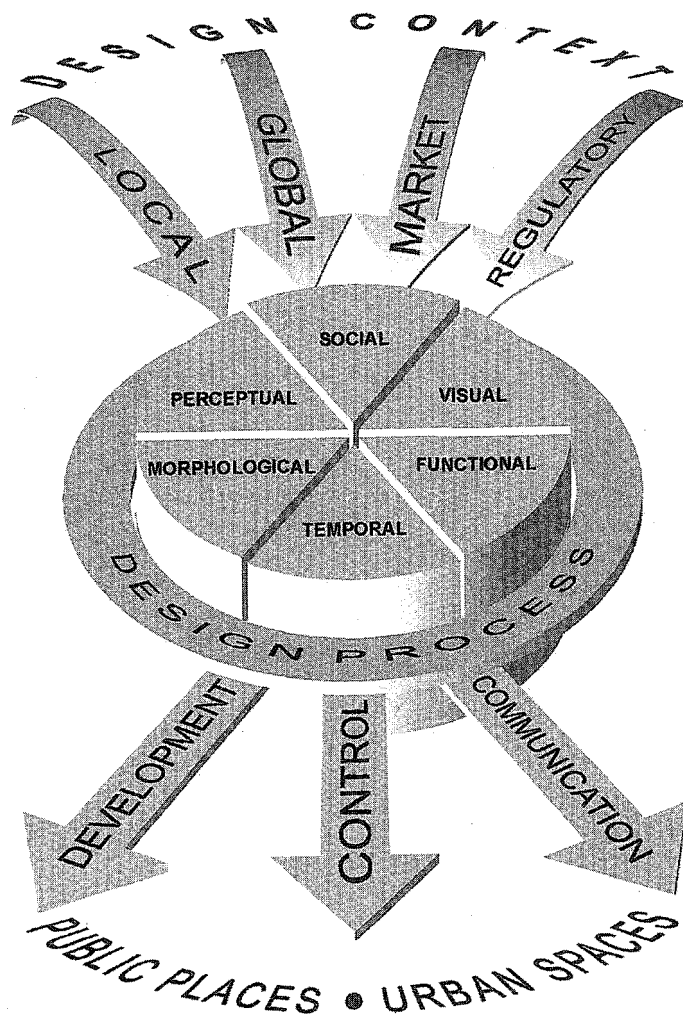 DESIGN CONTEXT
LOCAL
GLOBAL
MARKET
REGULATORY
SOCIAL
PERCEPTUAL
VISUAL
MORPHOLOGICAL
FUNCTIONAL
TEMPORAL
DESIGN PROCESS
DEVELOPMENT
CONTROL
COMMUNICATION
PUBLIC PLACES • URBAN SPACES